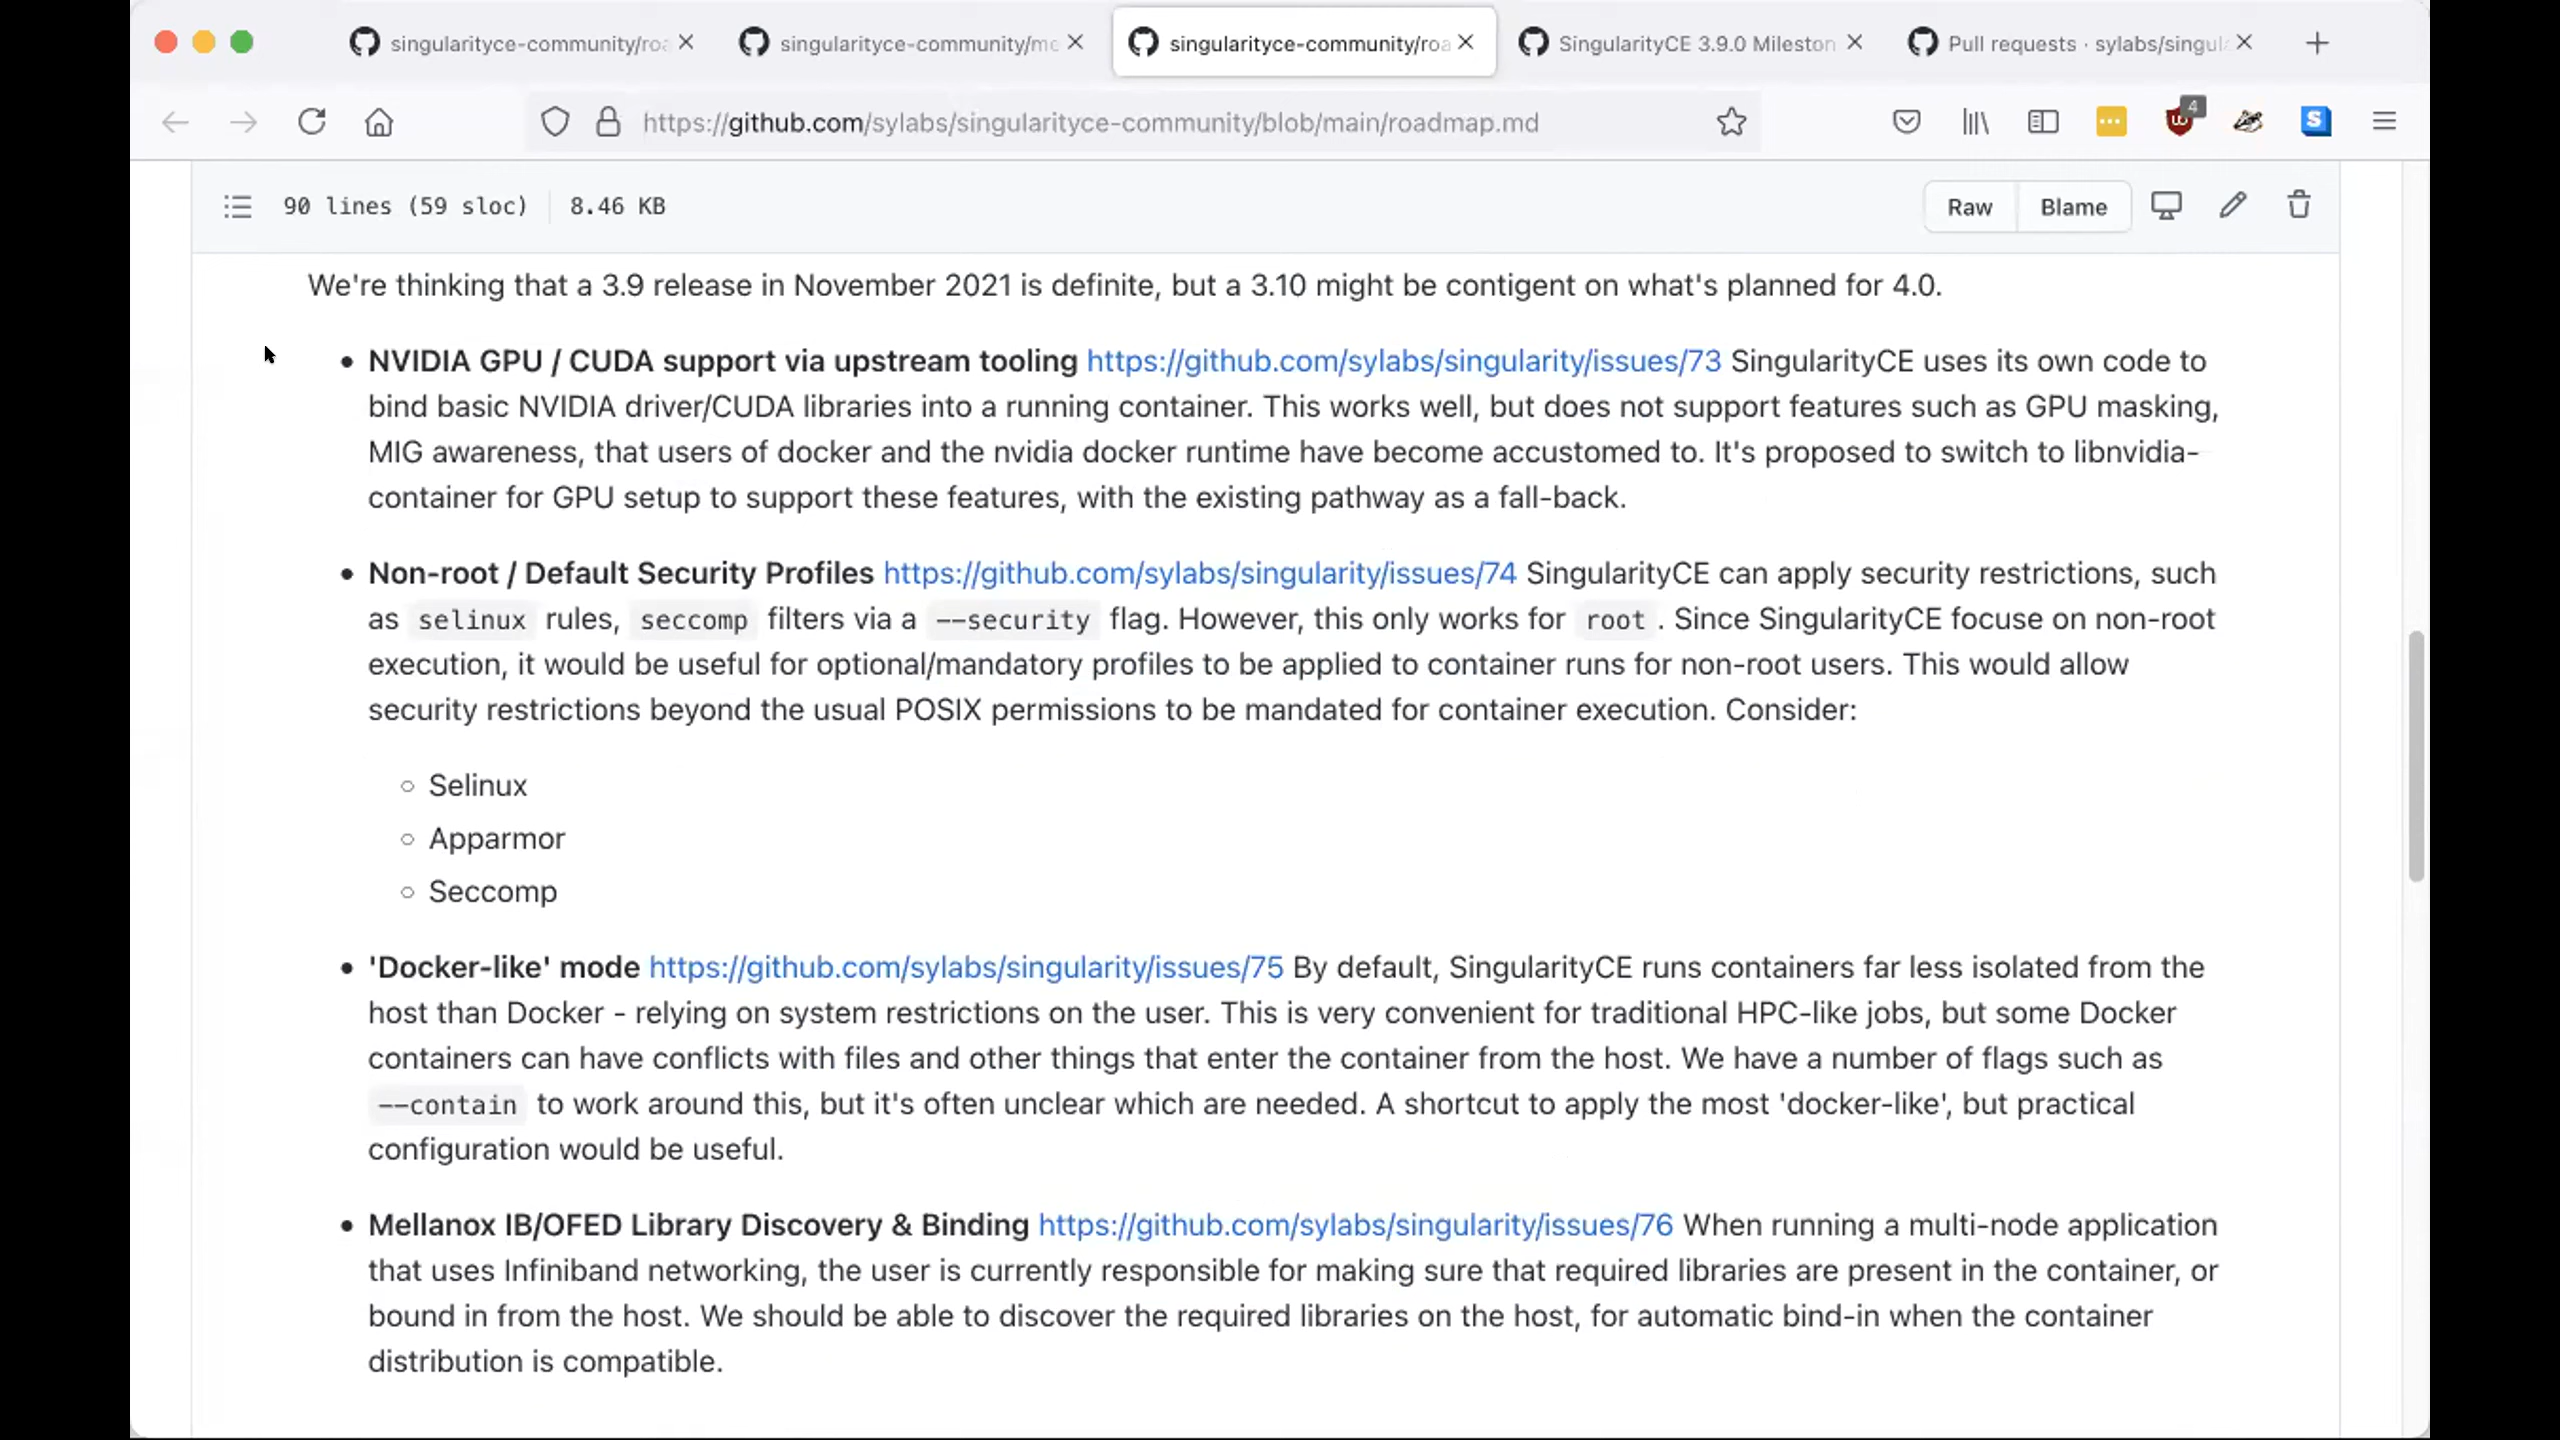 singularityce-community/roa
singularityce-community/me
singularityce-community/roa
SingularityCE 3.9.0 Mileston
Pull requests · sylabs/singul
https://github.com/sylabs/singularityce-community/blob/main/roadmap.md
4
S
90 lines (59 sloc)
8.46 KB
Raw
Blame
We're thinking that a 3.9 release in November 2021 is definite, but a 3.10 might be contigent on what's planned for 4.0.
• NVIDIA GPU / CUDA support via upstream tooling https://github.com/sylabs/singularity/issues/73 SingularityCE uses its own code to
bind basic NVIDIA driver/CUDA libraries into a running container. This works well, but does not support features such as GPU masking,
MIG awareness, that users of docker and the nvidia docker runtime have become accustomed to. It's proposed to switch to libnvidia-
container for GPU setup to support these features, with the existing pathway as a fall-back.
• Non-root / Default Security Profiles https://github.com/sylabs/singularity/issues/74 SingularityCE can apply security restrictions, such
as selinux rules, seccomp filters via a --security flag. However, this only works for root . Since SingularityCE focuse on non-root
execution, it would be useful for optional/mandatory profiles to be applied to container runs for non-root users. This would allow
security restrictions beyond the usual POSIX permissions to be mandated for container execution. Consider:
○ Selinux
○ Apparmor
○ Seccomp
• 'Docker-like' mode https://github.com/sylabs/singularity/issues/75 By default, SingularityCE runs containers far less isolated from the
host than Docker - relying on system restrictions on the user. This is very convenient for traditional HPC-like jobs, but some Docker
containers can have conflicts with files and other things that enter the container from the host. We have a number of flags such as
--contain to work around this, but it's often unclear which are needed. A shortcut to apply the most 'docker-like', but practical
configuration would be useful.
• Mellanox IB/OFED Library Discovery & Binding https://github.com/sylabs/singularity/issues/76 When running a multi-node application
that uses Infiniband networking, the user is currently responsible for making sure that required libraries are present in the container, or
bound in from the host. We should be able to discover the required libraries on the host, for automatic bind-in when the container
distribution is compatible.